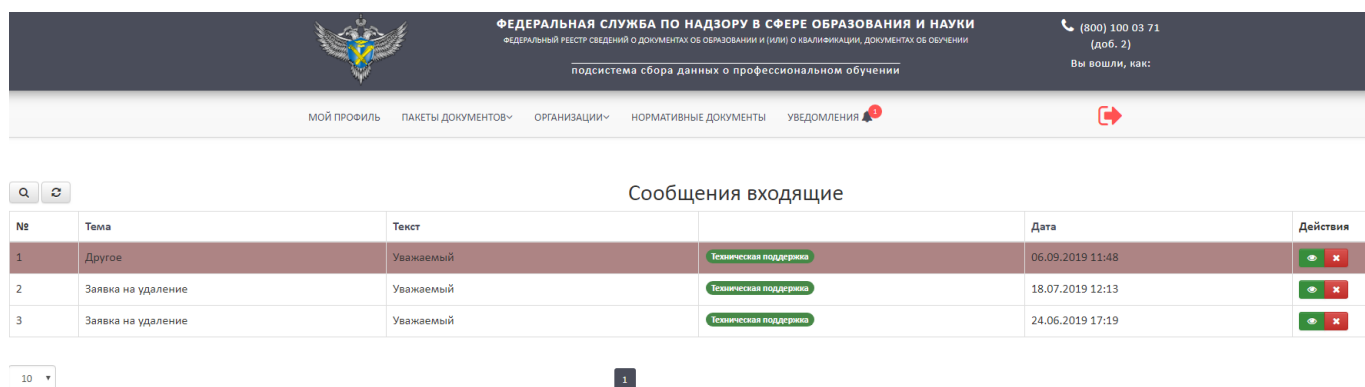 ФЕДЕРАЛЬНАЯ СЛУЖБА ПО НАДЗОРУ В СФЕРЕ ОБРАЗОВАНИЯ И НАУКИ
ФЕДЕРАЛЬНЫЙ РЕЕСТР СВЕДЕНИЙ О ДОКУМЕНТАХ ОБ ОБРАЗОВАНИИ И (ИЛИ) О КВАЛИФИКАЦИИ, ДОКУМЕНТАХ ОБ ОБУЧЕНИИ
подсистема сбора данных о профессиональном обучении
(800) 100 03 71
(доб. 2)
Вы вошли, как:
МОЙ ПРОФИЛЬ ПАКЕТЫ ДОКУМЕНТОВ ОРГАНИЗАЦИИ НОРМАТИВНЫЕ ДОКУМЕНТЫ УВЕДОМЛЕНИЯ 1
Сообщения входящие
№ Тема Текст Дата Действия
1 Другое Уважаемый Техническая поддержка 06.09.2019 11:48
2 Заявка на удаление Уважаемый Техническая поддержка 18.07.2019 12:13
3 Заявка на удаление Уважаемый Техническая поддержка 24.06.2019 17:19
10 1